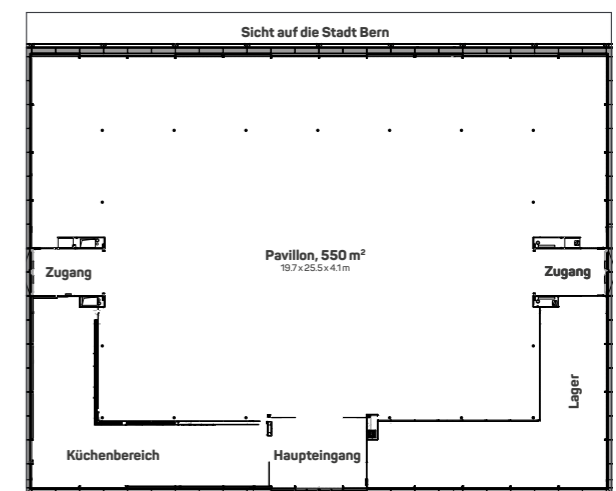 Sicht auf die Stadt Bern
Pavillon, 550 m²
19.7 x 25.5 x 4.1 m
Zugang
Zugang
Lager
Küchenbereich
Haupteingang